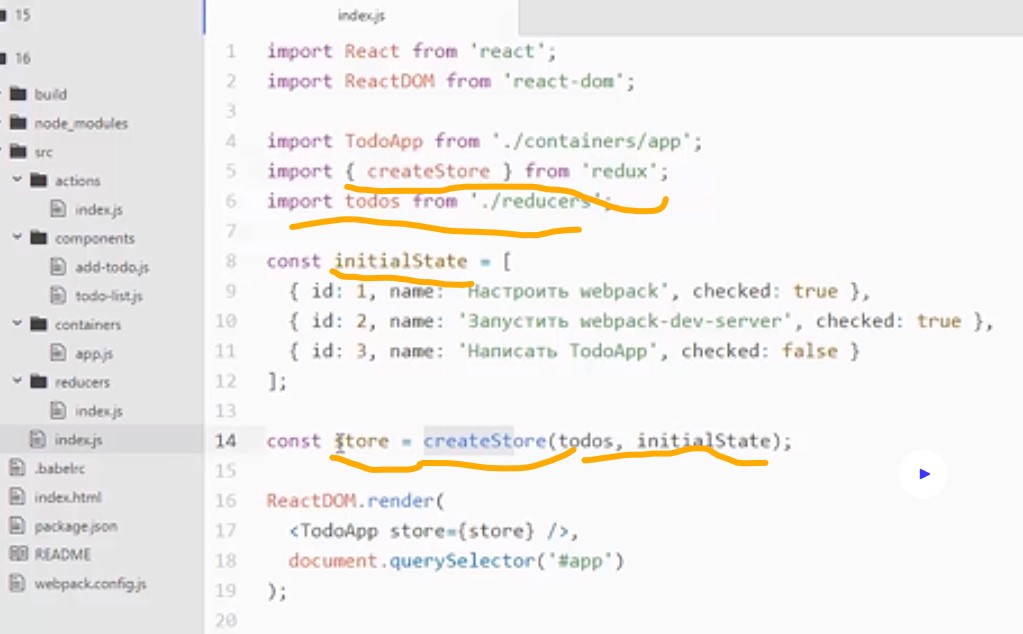 15
16
build
node_modules
src
actions
index.js
components
add-todo.js
todo-list.js
containers
app.js
reducers
index.js
index.js
.babelrc
index.html
package.json
README
webpack.config.js
index.js
1 import React from 'react';
2 import ReactDOM from 'react-dom';
3
4 import TodoApp from './containers/app';
5 import { createStore } from 'redux';
6 import todos from './reducers';
7
8 const initialState = [
9 { id: 1, name: 'Настроить webpack', checked: true },
10 { id: 2, name: 'Запустить webpack-dev-server', checked: true },
11 { id: 3, name: 'Написать TodoApp', checked: false }
12 ];
13
14 const store = createStore(todos, initialState);
15
16 ReactDOM.render(
17 <TodoApp store={store} />,
18 document.querySelector('#app')
19 );
20